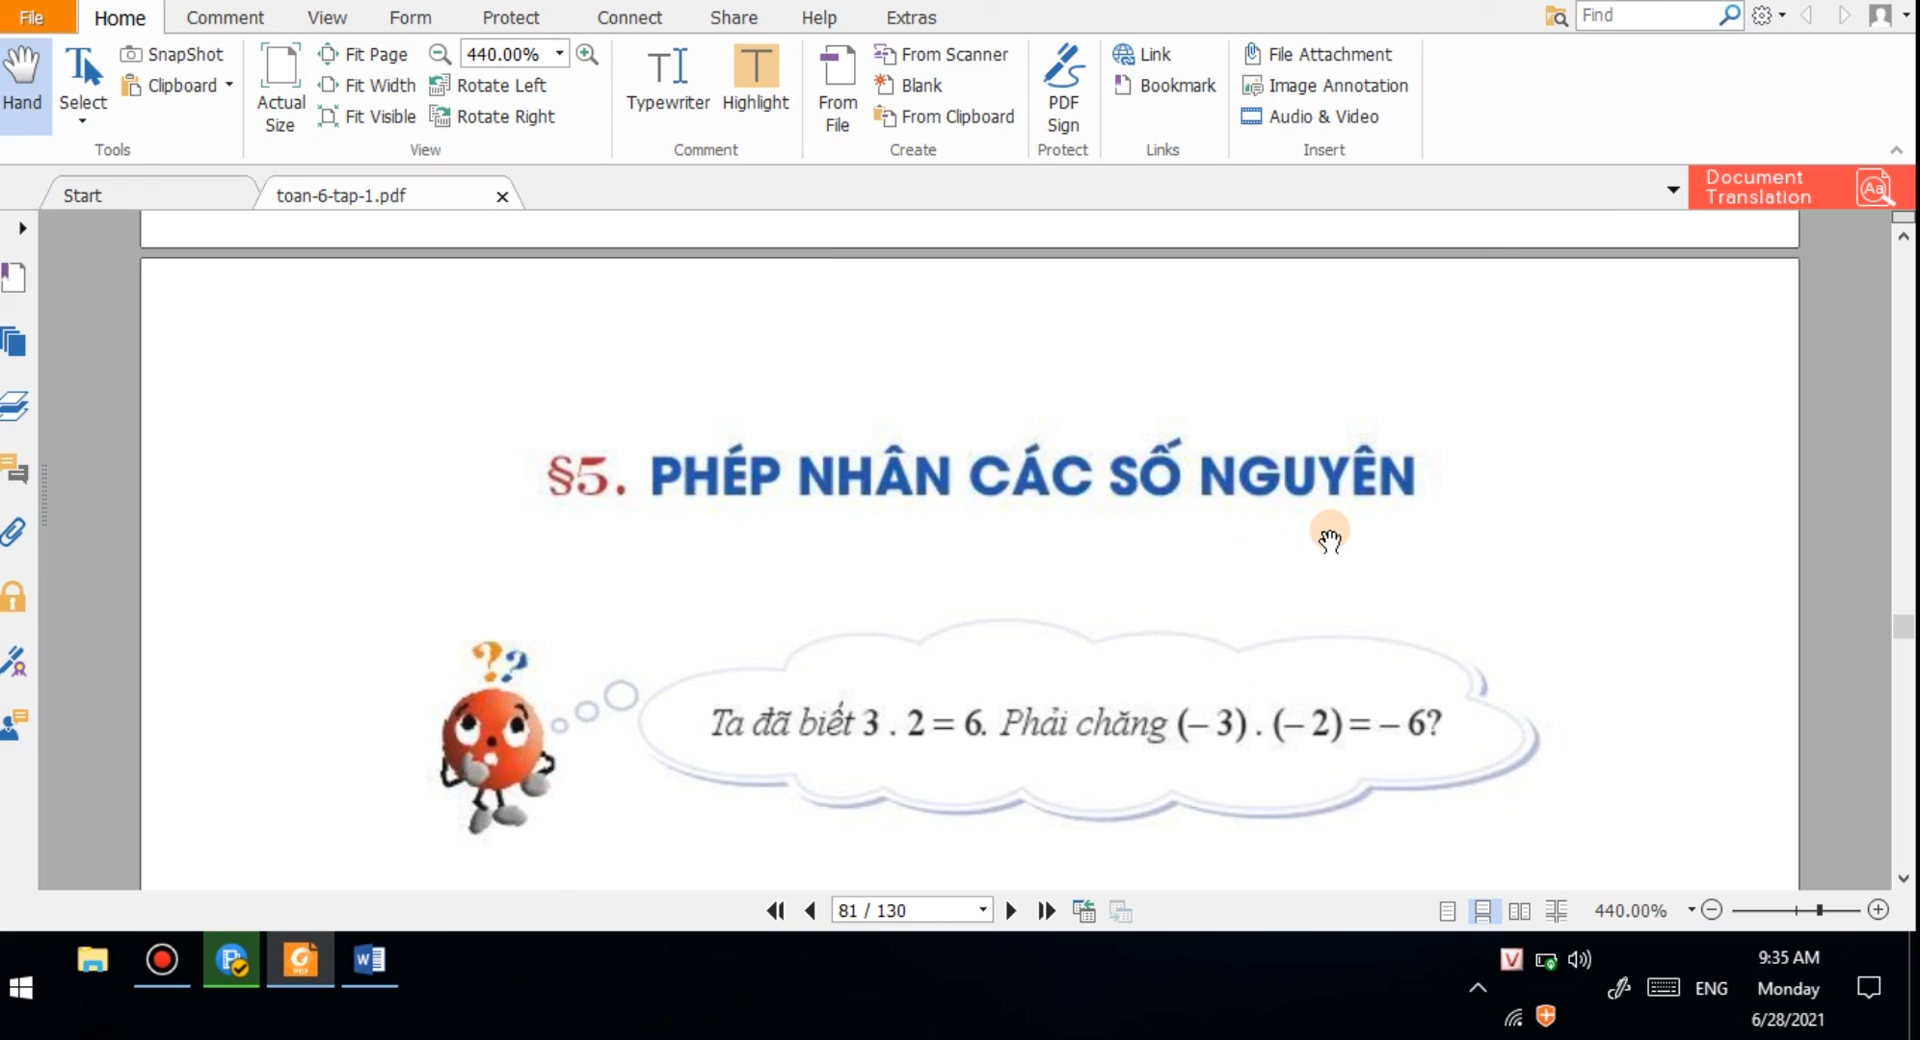 File Home Comment View Form Protect Connect Share Help Extras Find
Hand Select SnapShot Clipboard Tools
Actual Size Fit Page Fit Width Fit Visible 440.00% Rotate Left Rotate Right View
Typewriter Highlight Comment
From File From Scanner Blank From Clipboard Create
PDF Sign Protect
Link Bookmark Links
File Attachment Image Annotation Audio & Video Insert
Start toan-6-tap-1.pdf
Document
Translation
§5. PHÉP NHÂN CÁC SỐ NGUYÊN
??
Ta đã biết 3 . 2 = 6. Phải chăng (– 3) . (– 2) = – 6?
81 / 130 440.00%
9:35 AM
ENG Monday
6/28/2021